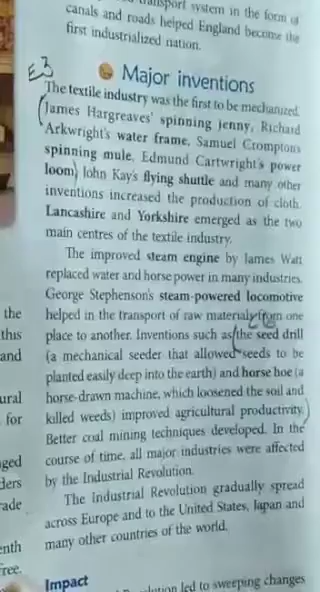 transport system in the form of
canals and roads helped England become the
first industrialized nation.
E3
Major inventions
The textile industry was the first to be mechanized.
(James Hargreaves' spinning jenny, Richard
Arkwright's water frame, Samuel Cromptons
spinning mule, Edmund Cartwright's power
loom) John Kay's flying shuttle and many other
inventions increased the production of cloth.
Lancashire and Yorkshire emerged as the two
main centres of the textile industry.
The improved steam engine by James Watt
replaced water and horse power in many industries.
George Stephenson's steam-powered locomotive
the
helped in the transport of raw materials from one
this
place to another. Inventions such as the seed drill
and
(a mechanical seeder that allowed seeds to be
planted easily deep into the earth) and horse hoe (a
ural
horse-drawn machine, which loosened the soil and
for
killed weeds) improved agricultural productivity.)
Better coal mining techniques developed. In the
ged
course of time, all major industries were affected
ders
by the Industrial Revolution.
rade
The Industrial Revolution gradually spread
across Europe and to the United States, Japan and
enth
many other countries of the world.
ree.
Impact
led to sweeping changes